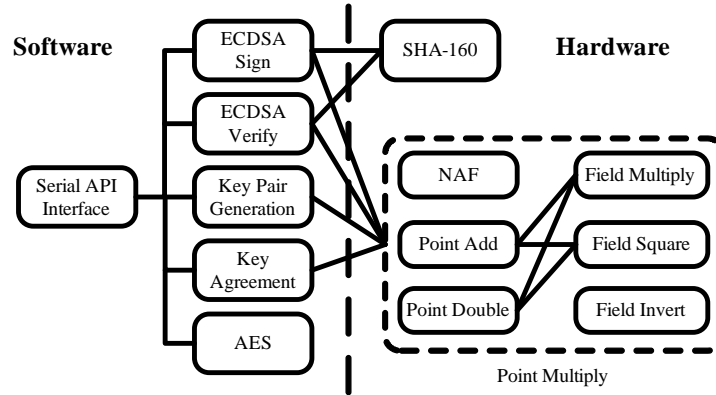 Software
Hardware
ECDSA
Sign
SHA-160
ECDSA
Verify
Serial API
Interface
Key Pair
Generation
Key
Agreement
AES
NAF
Field Multiply
Point Add
Field Square
Point Double
Field Invert
Point Multiply